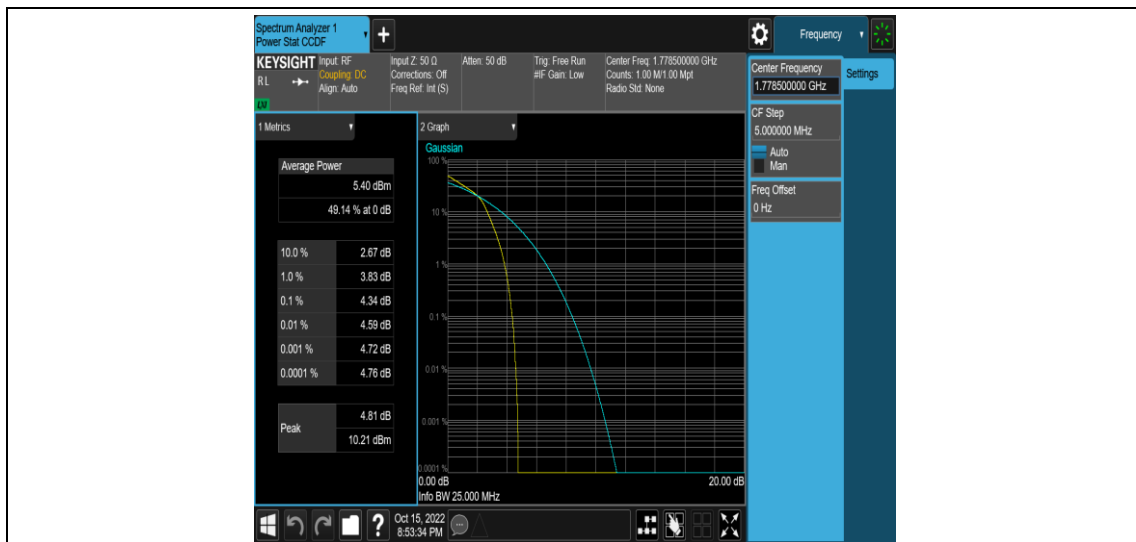 Spectrum Analyzer 1
Power Stat CCDF
+
Frequency
KEYSIGHT
RL
LXI
Input: RF
Coupling: DC
Align: Auto
Input Z: 50 Ω
Corrections: Off
Freq Ref: Int (S)
Atten: 50 dB
Trig: Free Run
#IF Gain: Low
Center Freq: 1.778500000 GHz
Counts: 1.00 M/1.00 Mpt
Radio Std: None
Center Frequency
1.778500000 GHz
Settings
CF Step
5.000000 MHz
Auto
Man
Freq Offset
0 Hz
1 Metrics
Average Power
5.40 dBm
49.14 % at 0 dB
10.0 % 2.67 dB
1.0 % 3.83 dB
0.1 % 4.34 dB
0.01 % 4.59 dB
0.001 % 4.72 dB
0.0001 % 4.76 dB
Peak
4.81 dB
10.21 dBm
2 Graph
Gaussian
100 %
10 %
1 %
0.1 %
0.01 %
0.001 %
0.0001 %
0.00 dB 20.00 dB
Info BW 25.000 MHz
?
Oct 15, 2022
8:53:34 PM